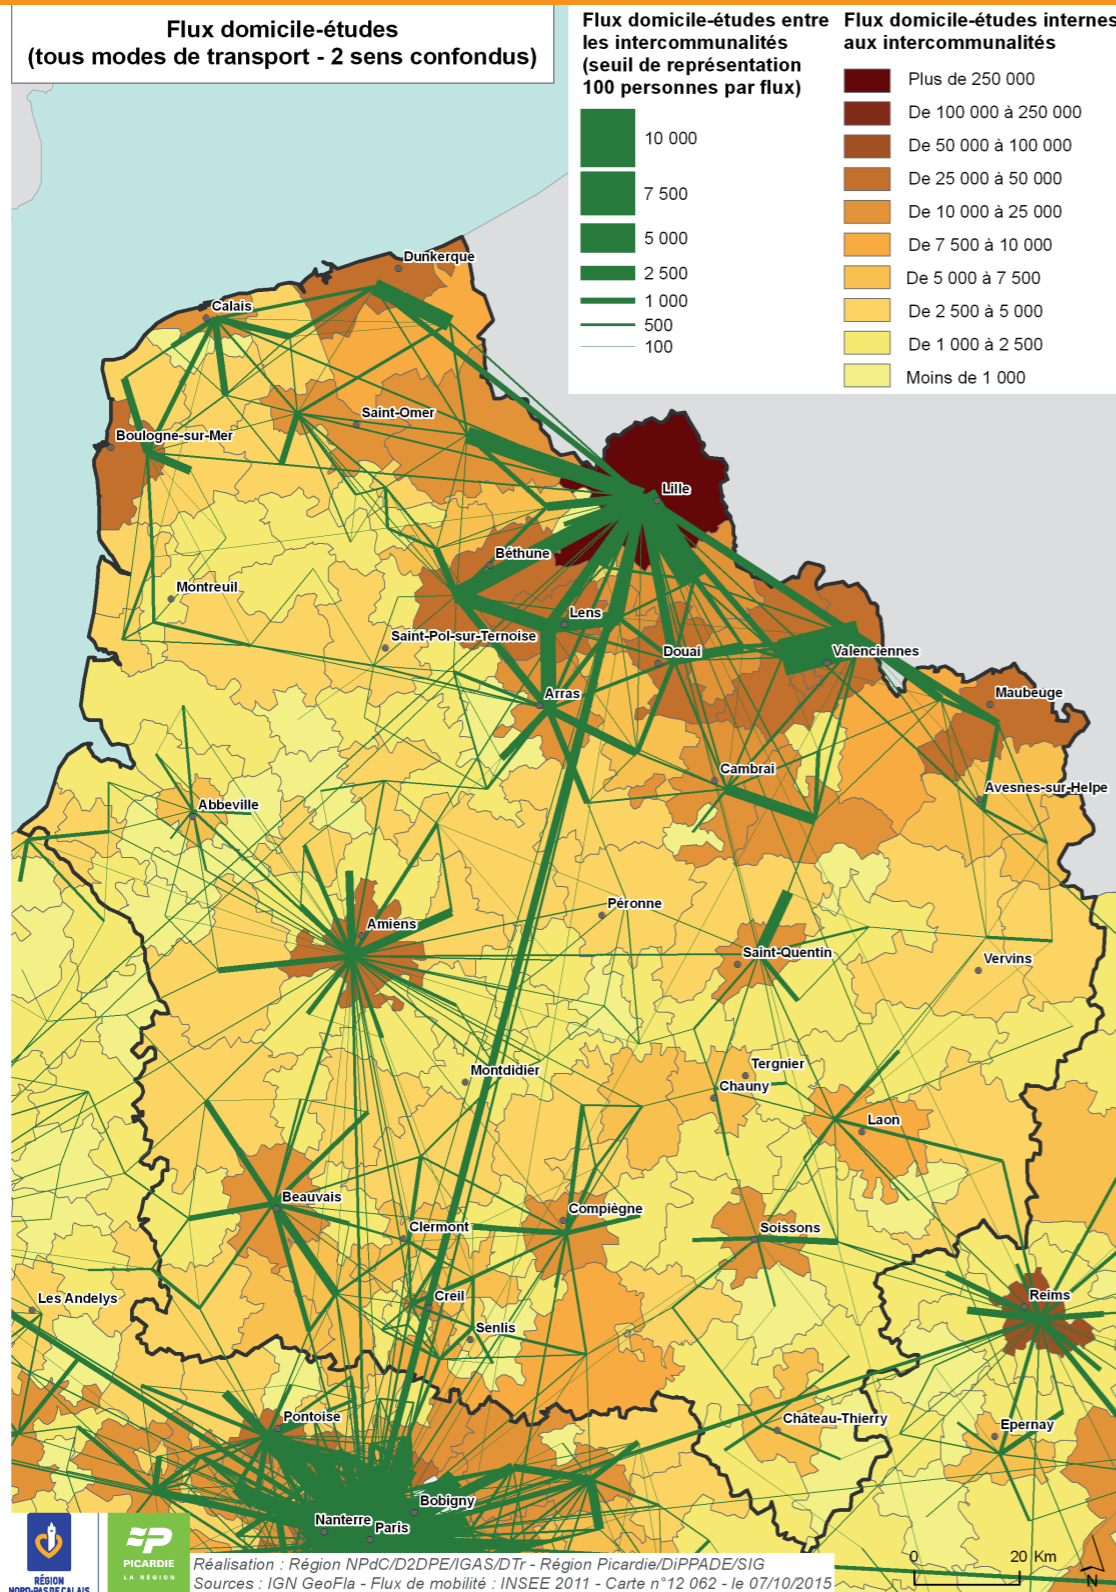 Flux domicile-études
(tous modes de transport - 2 sens confondus)
Flux domicile-études entre
les intercommunalités
(seuil de représentation
100 personnes par flux)
10 000
7 500
5 000
2 500
1 000
500
100
Flux domicile-études internes
aux intercommunalités
Plus de 250 000
De 100 000 à 250 000
De 50 000 à 100 000
De 25 000 à 50 000
De 10 000 à 25 000
De 7 500 à 10 000
De 5 000 à 7 500
De 2 500 à 5 000
De 1 000 à 2 500
Moins de 1 000
Dunkerque
Calais
Saint-Omer
Boulogne-sur-Mer
Lille
Béthune
Montreuil
Lens
Saint-Pol-sur-Ternoise
Douai
Valenciennes
Arras
Maubeuge
Cambrai
Avesnes-sur-Helpe
Abbeville
Péronne
Amiens
Saint-Quentin
Vervins
Montdidier
Tergnier
Chauny
Laon
Beauvais
Compiègne
Clermont
Soissons
Les Andelys
Creil
Reims
Senlis
Pontoise
Château-Thierry
Epernay
Bobigny
Nanterre
Paris
RÉGION
NORD-PAS DE CALAIS
PICARDIE
LA RÉGION
Réalisation : Région NPdC/D2DPE/IGAS/DTr - Région Picardie/DiPPADE/SIG
Sources : IGN GeoFla - Flux de mobilité : INSEE 2011 - Carte n°12 062 - le 07/10/2015
0 20 Km
N